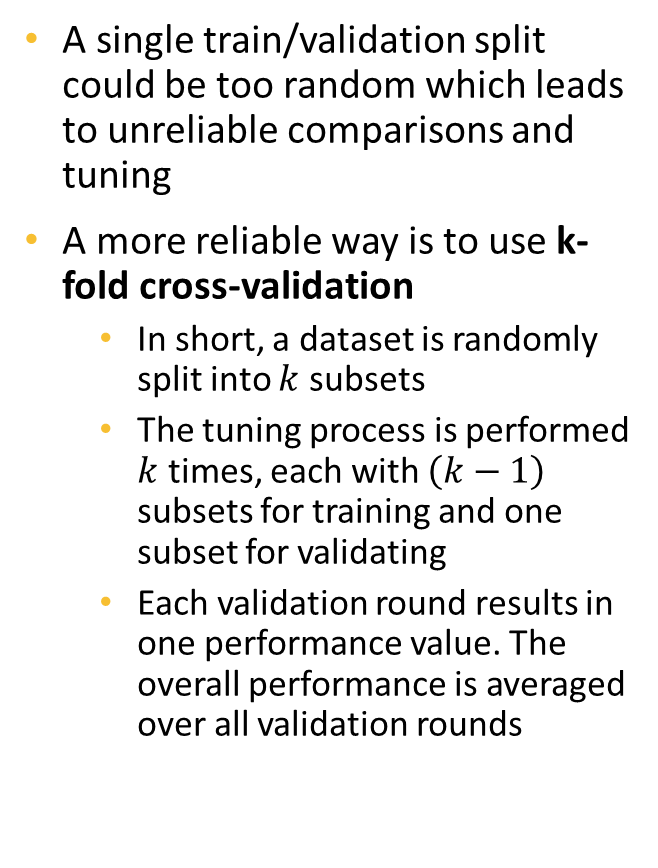 • A single train/validation split
could be too random which leads
to unreliable comparisons and
tuning
• A more reliable way is to use k-
fold cross-validation
• In short, a dataset is randomly
split into k subsets
• The tuning process is performed
k times, each with (k − 1)
subsets for training and one
subset for validating
• Each validation round results in
one performance value. The
overall performance is averaged
over all validation rounds